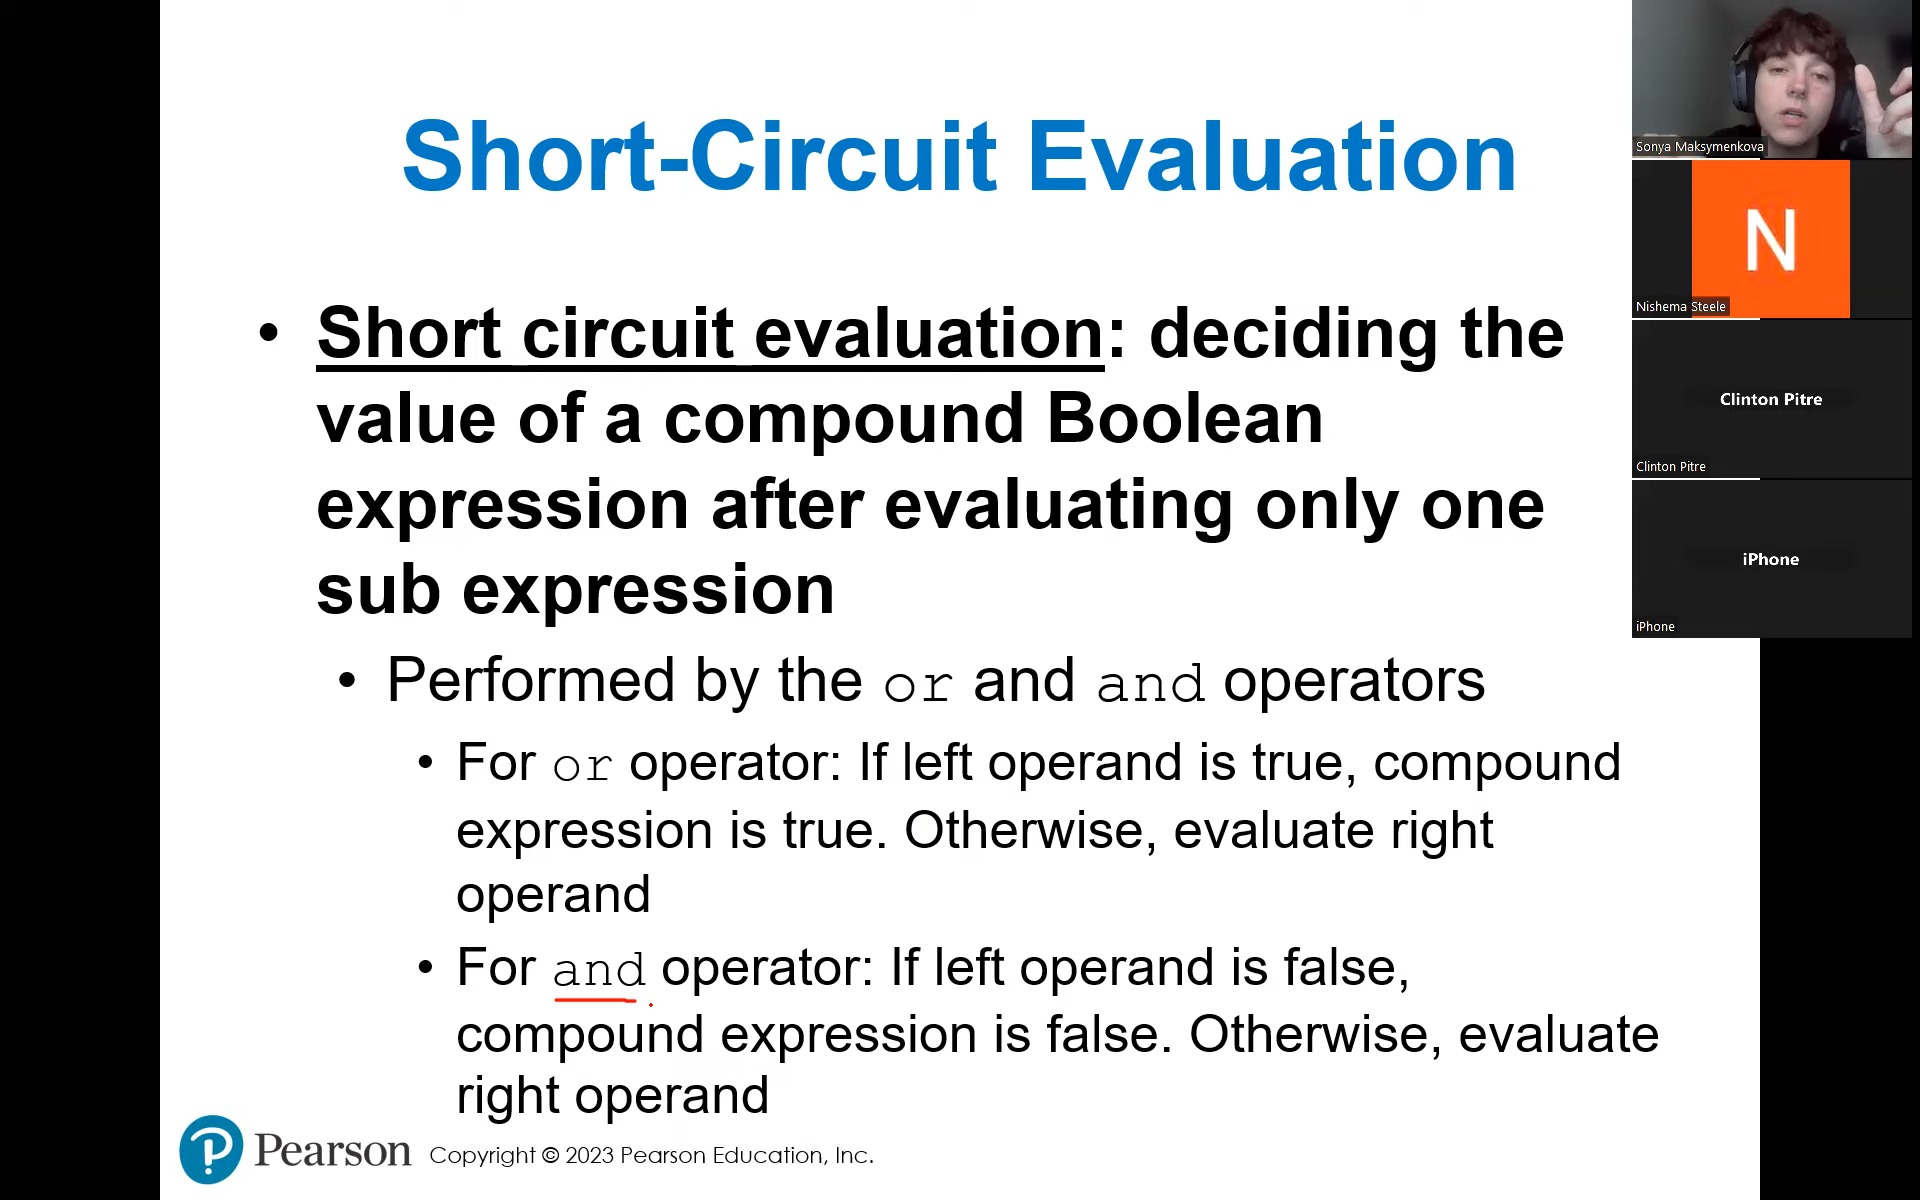 Short-Circuit Evaluation
• Short circuit evaluation: deciding the
value of a compound Boolean
expression after evaluating only one
sub expression
• Performed by the or and and operators
• For or operator: If left operand is true, compound
expression is true. Otherwise, evaluate right
operand
• For and operator: If left operand is false,
compound expression is false. Otherwise, evaluate
right operand
Pearson
Copyright © 2023 Pearson Education, Inc.
Sonya Maksymenkova
N
Nishema Steele
Clinton Pitre
Clinton Pitre
iPhone
iPhone